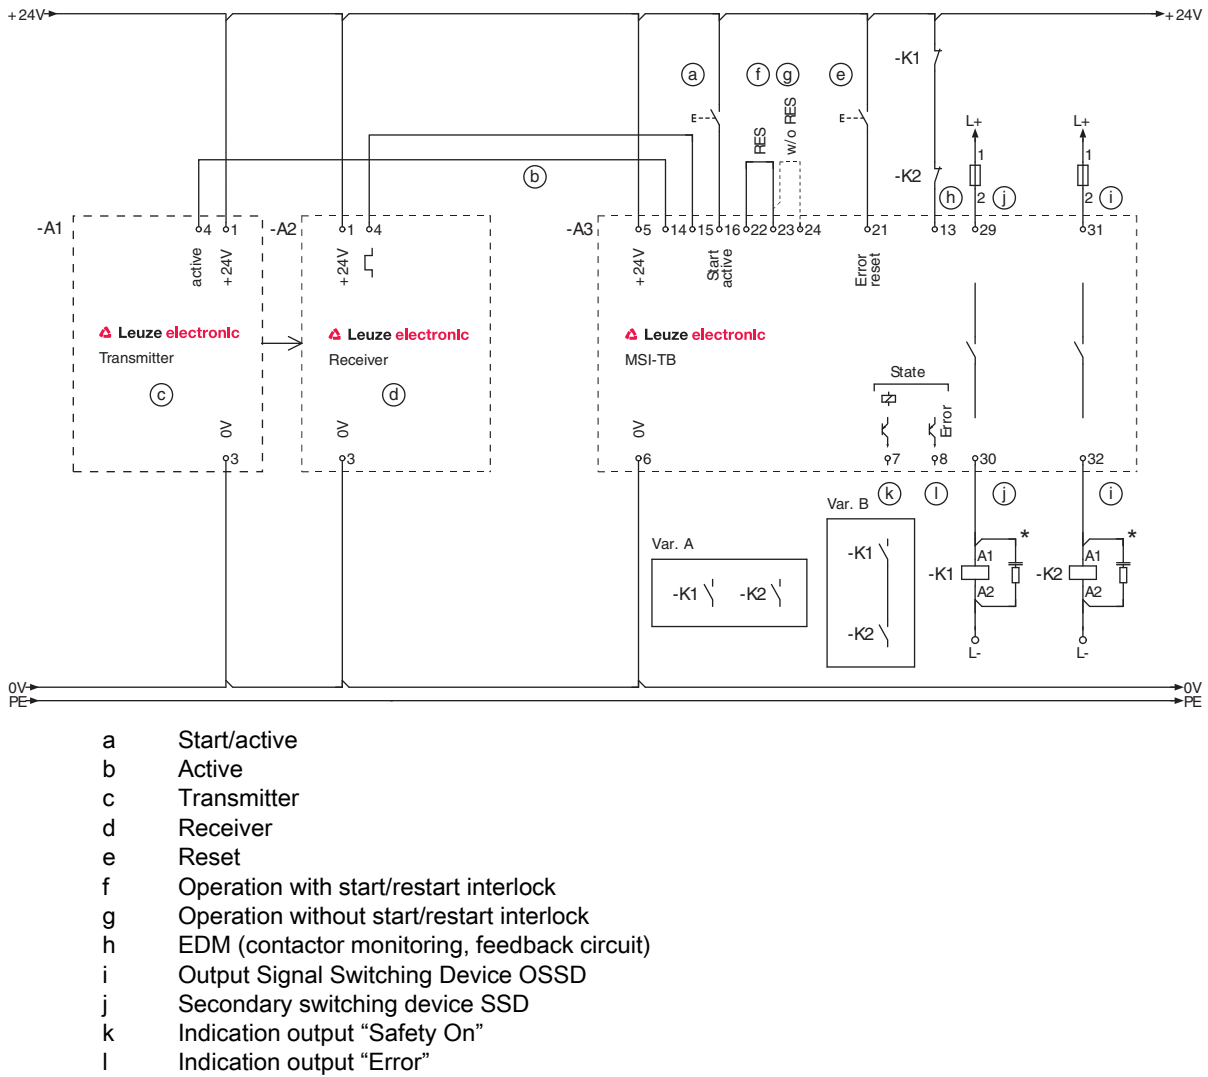 +24V +24V
-K1
a f g e
RES w/o RES
L+ L+
1 1
b -K2 h 2 j 2 i
-A1 4 1 -A2 1 4 -A3 5 14 15 16 22 23 24 21 13 29 31
active +24V +24V +24V Start active Error reset
Leuze electronic Leuze electronic Leuze electronic
Transmitter Receiver MSI-TB
State
c d
0V 0V 0V Error
3 3 6 7 8 30 32
k l j i
Var. B
Var. A
* *
-K1
A1 A1
-K1 -K2
A2 A2
-K1 -K2
-K2
L- L-
0V 0V
PE PE
a Start/active
b Active
c Transmitter
d Receiver
e Reset
f Operation with start/restart interlock
g Operation without start/restart interlock
h EDM (contactor monitoring, feedback circuit)
i Output Signal Switching Device OSSD
j Secondary switching device SSD
k Indication output “Safety On”
l Indication output “Error”